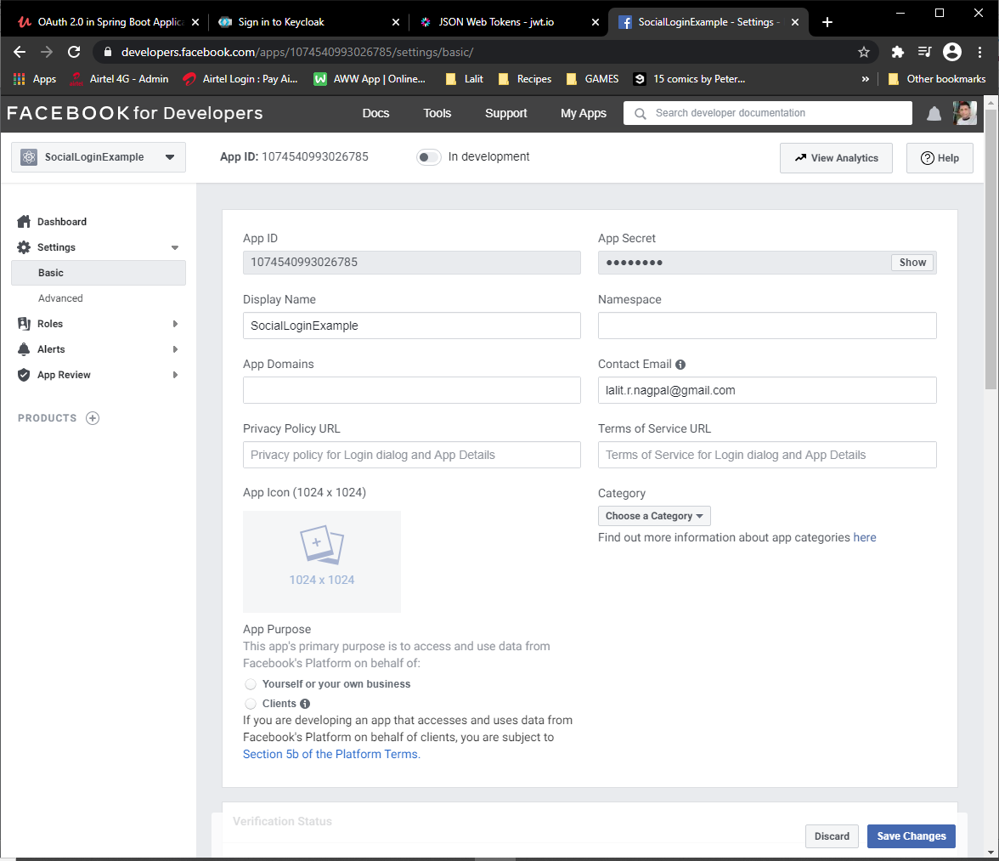 OAuth 2.0 in Spring Boot Applica
Sign in to Keycloak
JSON Web Tokens - jwt.io
SocialLoginExample - Settings -
developers.facebook.com/apps/1074540993026785/settings/basic/
Apps
Airtel 4G - Admin
Airtel Login : Pay Ai...
AWW App | Online...
Lalit
Recipes
GAMES
15 comics by Peter...
»
Other bookmarks
FACEBOOK for Developers
Docs
Tools
Support
My Apps
Search developer documentation
SocialLoginExample
App ID: 1074540993026785
In development
View Analytics
Help
Dashboard
Settings
Basic
Advanced
Roles
Alerts
App Review
PRODUCTS
App ID
1074540993026785
App Secret
●●●●●●●●
Show
Display Name
SocialLoginExample
Namespace
App Domains
Contact Email
lalit.r.nagpal@gmail.com
Privacy Policy URL
Privacy policy for Login dialog and App Details
Terms of Service URL
Terms of Service for Login dialog and App Details
App Icon (1024 x 1024)
1024 x 1024
Category
Choose a Category
Find out more information about app categories here
App Purpose
This app's primary purpose is to access and use data from
Facebook's Platform on behalf of:
Yourself or your own business
Clients
If you are developing an app that accesses and uses data from
Facebook's Platform on behalf of clients, you are subject to
Section 5b of the Platform Terms.
Verification Status
Discard
Save Changes